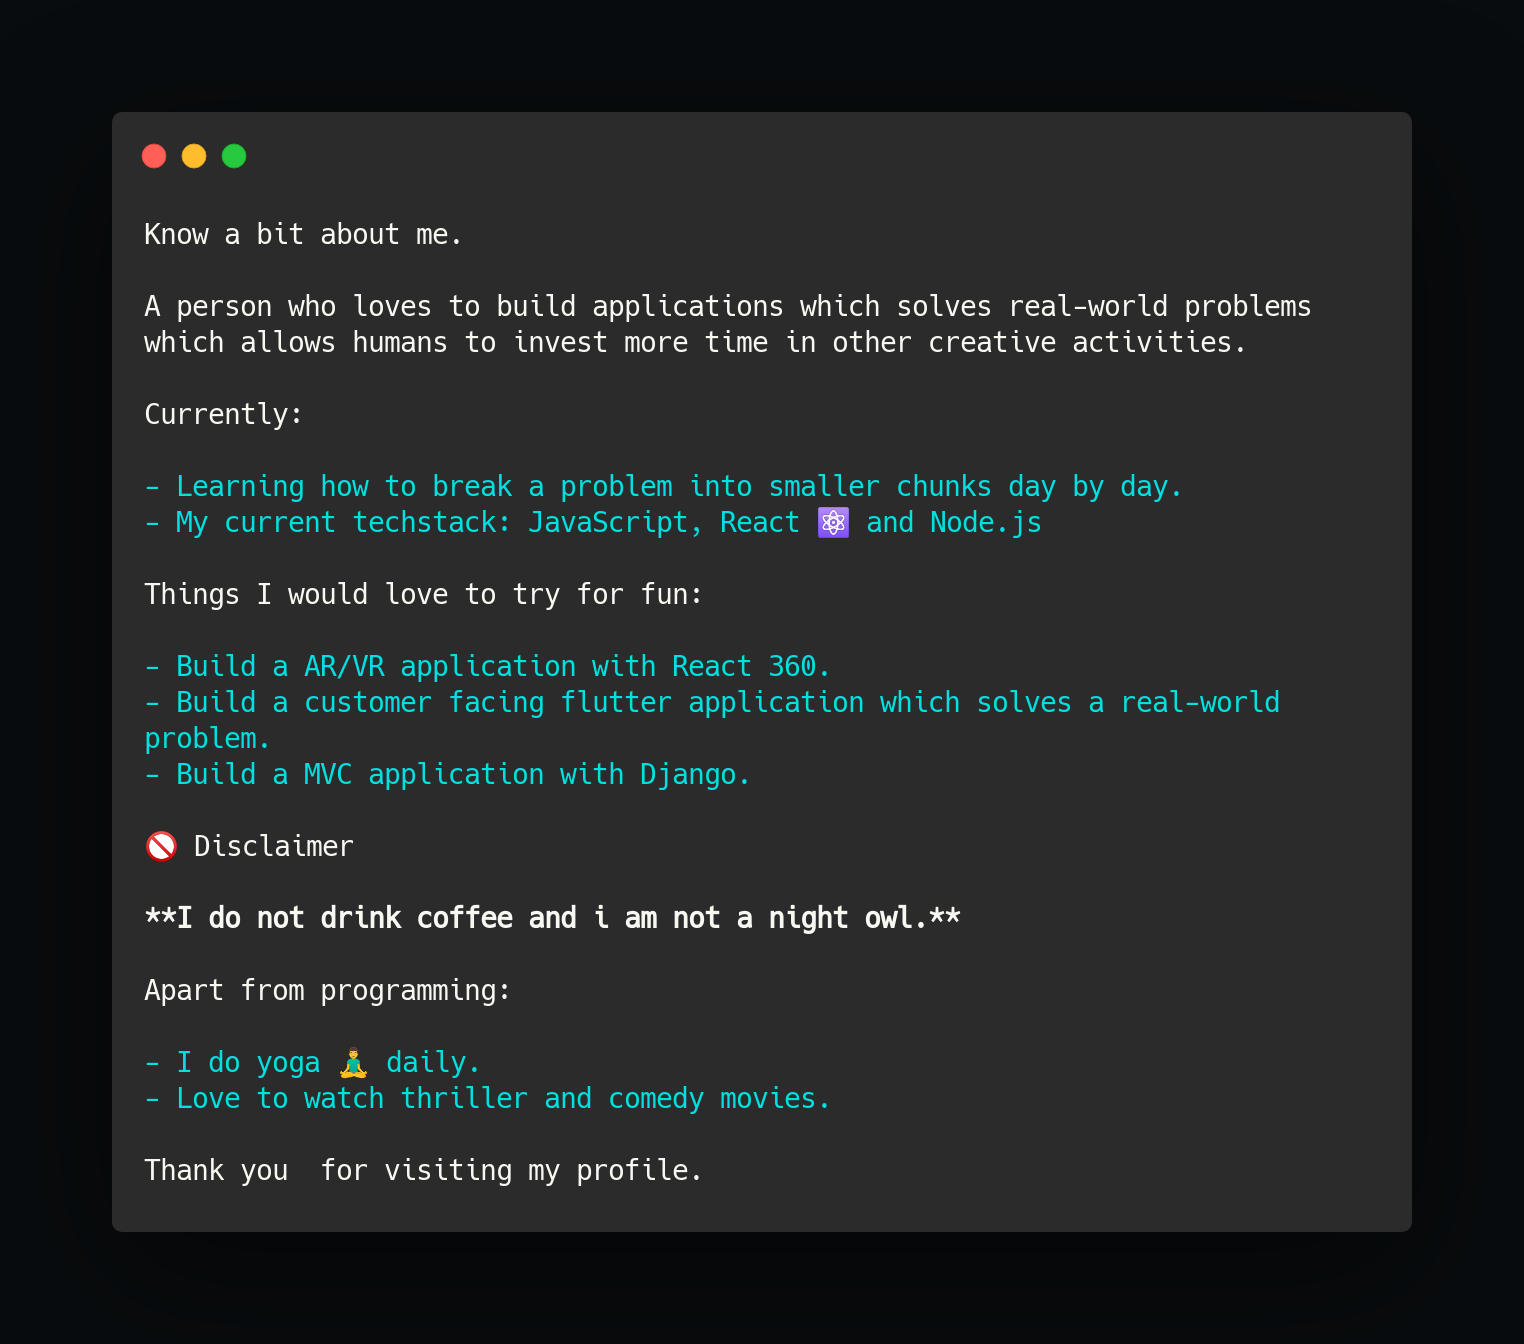 Know a bit about me.
A person who loves to build applications which solves real-world problems
which allows humans to invest more time in other creative activities.
Currently:
- Learning how to break a problem into smaller chunks day by day.
- My current techstack: JavaScript, React ⚛️ and Node.js
Things I would love to try for fun:
- Build a AR/VR application with React 360.
- Build a customer facing flutter application which solves a real-world
problem.
- Build a MVC application with Django.
🚫 Disclaimer
**I do not drink coffee and i am not a night owl.**
Apart from programming:
- I do yoga 🧘‍♂️ daily.
- Love to watch thriller and comedy movies.
Thank you  for visiting my profile.